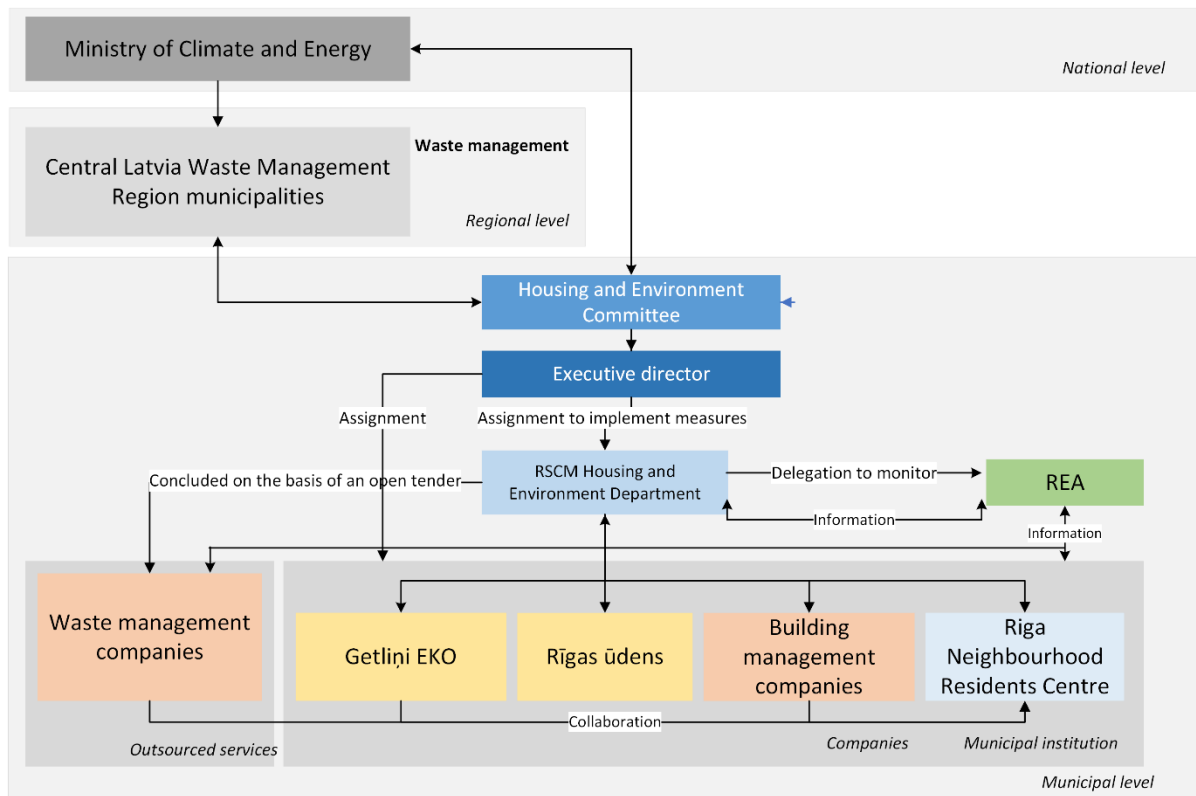 Ministry of Climate and Energy
National level
Waste management
Central Latvia Waste Management
Region municipalities
Regional level
Housing and Environment
Committee
Executive director
Assignment
Assignment to implement measures
Concluded on the basis of an open tender
RSCM Housing and
Environment Department
Delegation to monitor
REA
Information
Information
Waste management
companies
Getliņi EKO
Rīgas ūdens
Building
management
companies
Riga
Neighbourhood
Residents Centre
Collaboration
Outsourced services
Companies
Municipal institution
Municipal level